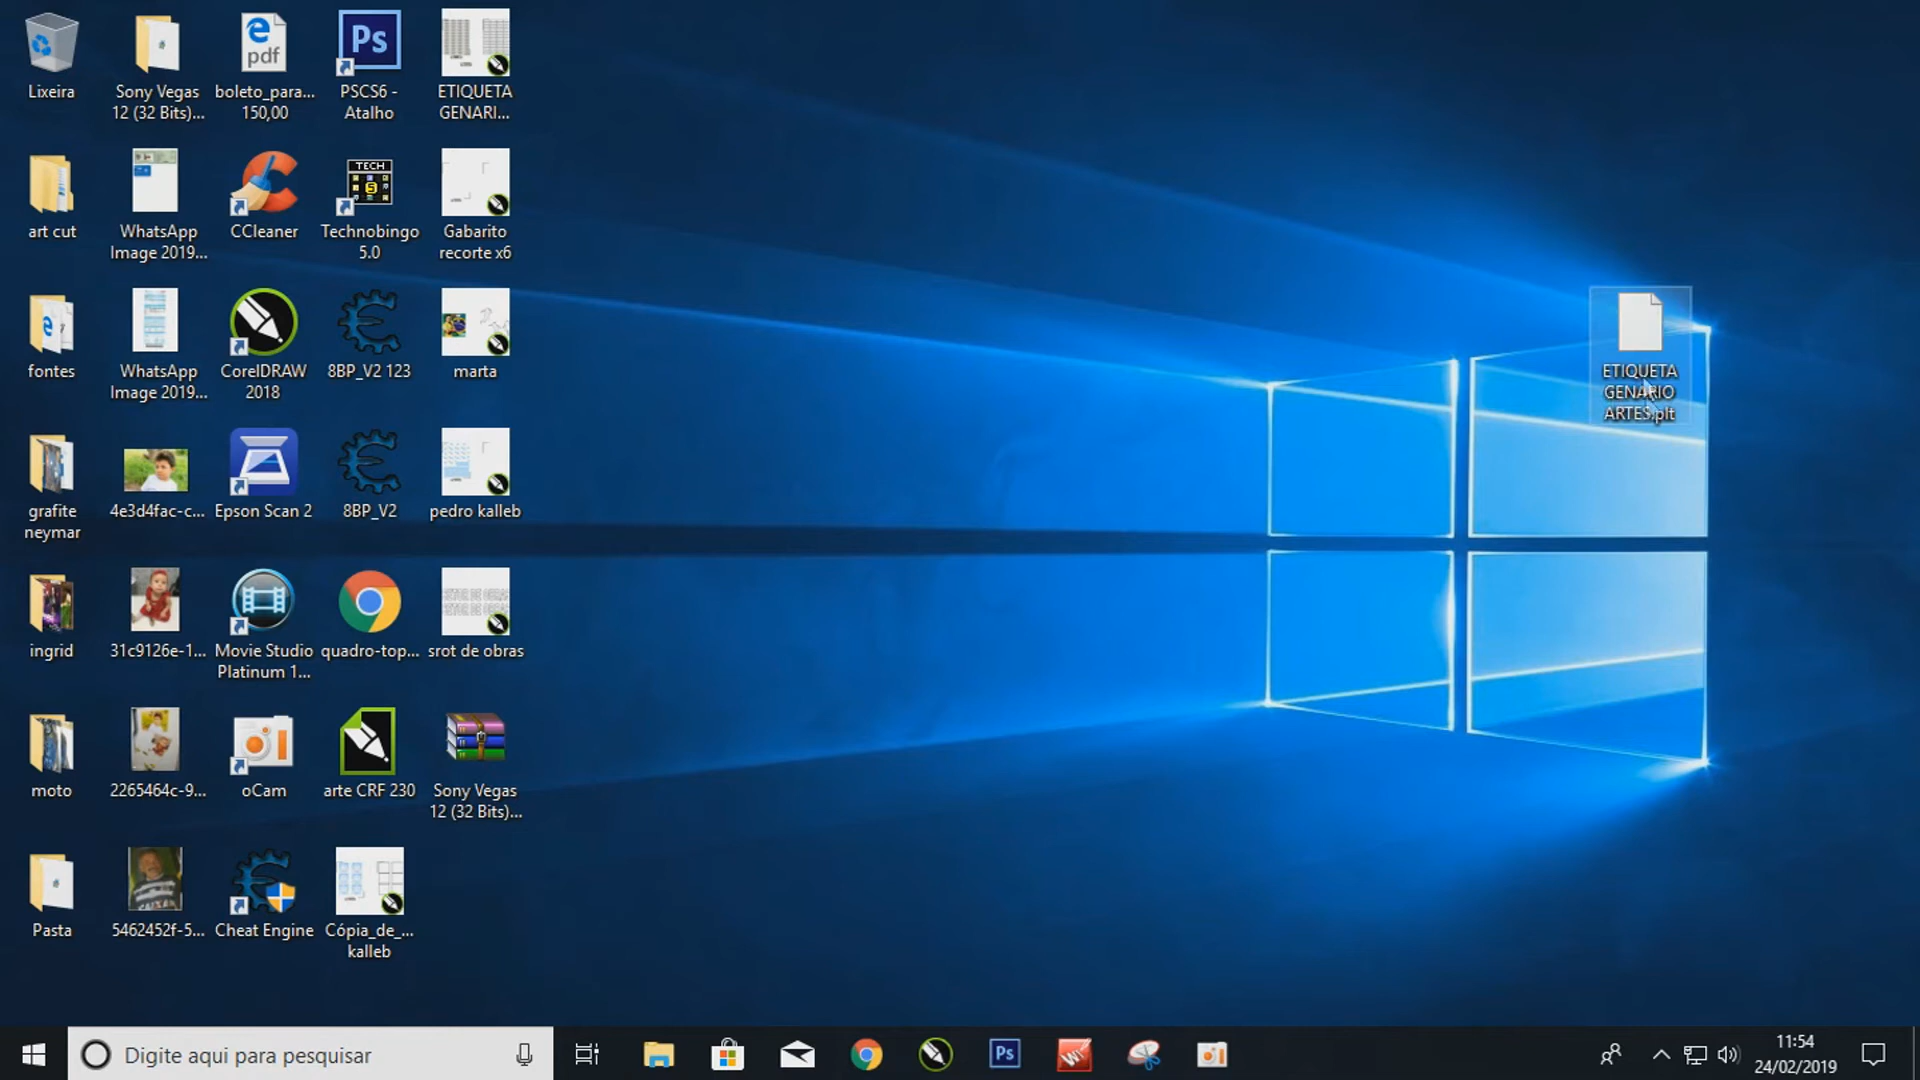 Lixeira
Sony Vegas
12 (32 Bits)...
boleto_para...
150,00
PSCS6 -
Atalho
ETIQUETA
GENARI...
art cut
WhatsApp
Image 2019...
CCleaner
Technobingo
5.0
Gabarito
recorte x6
fontes
WhatsApp
Image 2019...
CorelDRAW
2018
8BP_V2 123
marta
grafite
neymar
4e3d4fac-c...
Epson Scan 2
8BP_V2
pedro kalleb
ingrid
31c9126e-1...
Movie Studio
Platinum 1...
quadro-top...
srot de obras
moto
2265464c-9...
oCam
arte CRF 230
Sony Vegas
12 (32 Bits)...
Pasta
5462452f-5...
Cheat Engine
Cópia_de_...
kalleb
pdf
Ps
TECH
S
ETIQUETA
GENARIO
ARTES.plt
Digite aqui para pesquisar
Ps
11:54
24/02/2019